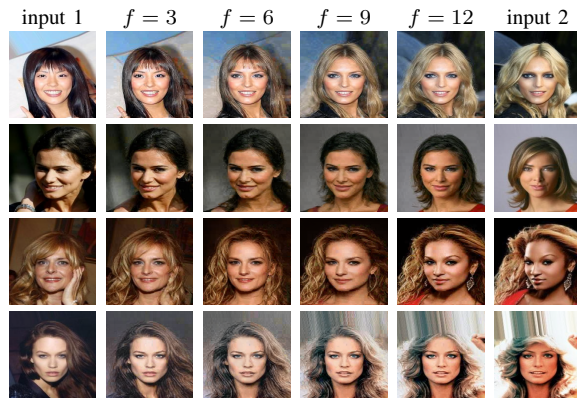 input 1 f = 3 f = 6 f = 9 f = 12 input 2